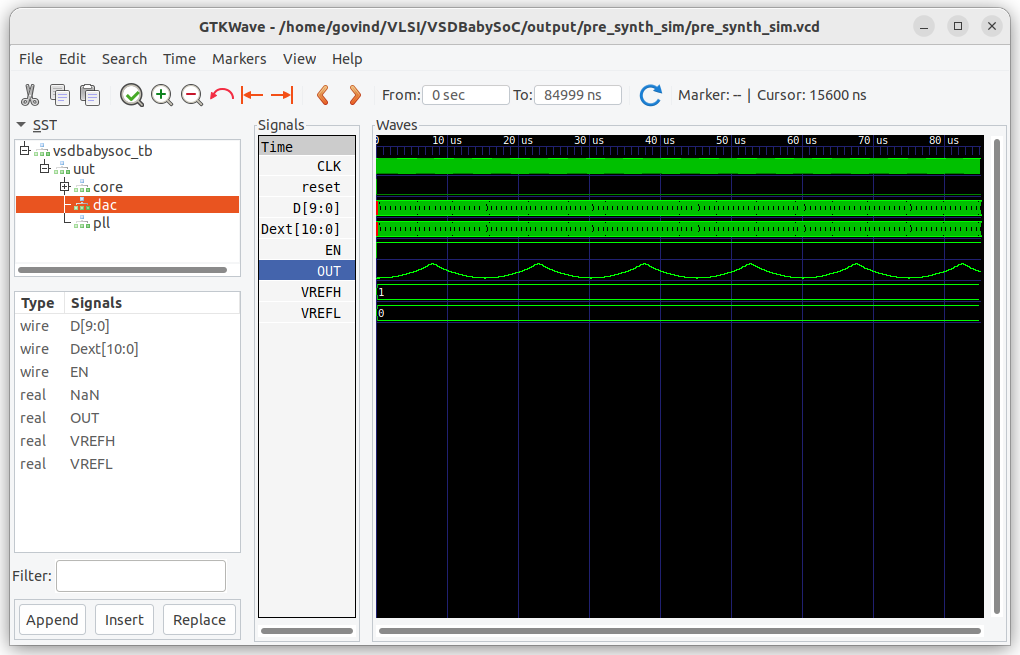 GTKWave - /home/govind/VLSI/VSDBabySoC/output/pre_synth_sim/pre_synth_sim.vcd
File Edit Search Time Markers View Help
From: 0 sec To: 84999 ns Marker: -- | Cursor: 15600 ns
SST
vsdbabysoc_tb
uut
core
dac
pll
Type Signals
wire D[9:0]
wire Dext[10:0]
wire EN
real NaN
real OUT
real VREFH
real VREFL
Filter:
Append Insert Replace
Signals
Time
CLK
reset
D[9:0]
Dext[10:0]
EN
OUT
VREFH
VREFL
Waves
0 10 us 20 us 30 us 40 us 50 us 60 us 70 us 80 us
1
0